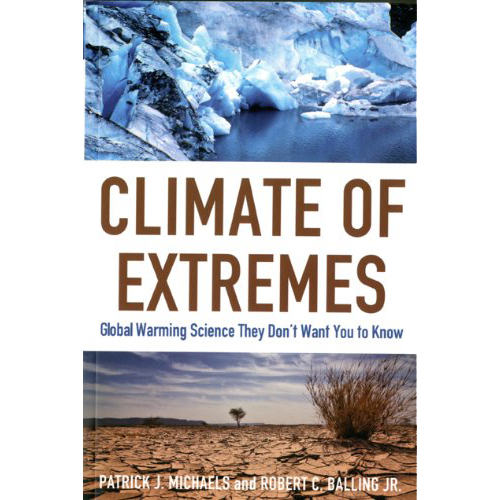 CLIMATE OF
EXTREMES
Global Warming Science They Don't Want You to Know
PATRICK J. MICHAELS and ROBERT C. BALLING JR.